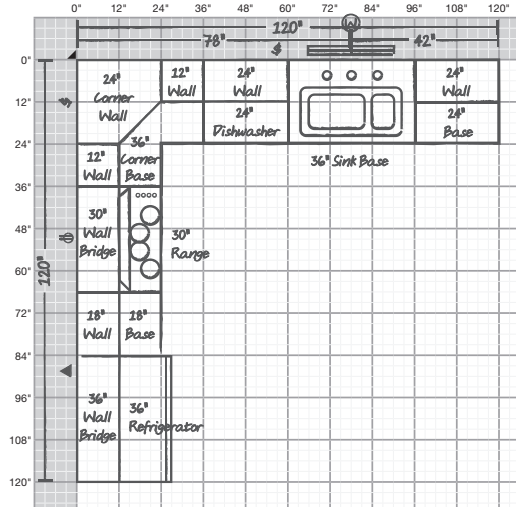 W
120"
78"
42"
0" 12" 24" 36" 48" 60" 72" 84" 96" 108" 120"
0"
24"
Corner
Wall
12"
Wall
24"
Wall
24"
Wall
12"
24"
Dishwasher
24"
Base
24"
36"
Corner
Base
12"
Wall
36" Sink Base
36"
30"
Wall
Bridge
30"
Range
48"
60"
120"
72"
18"
Wall
18"
Base
84"
96"
36"
Wall
Bridge
36"
Refrigerator
108"
120"